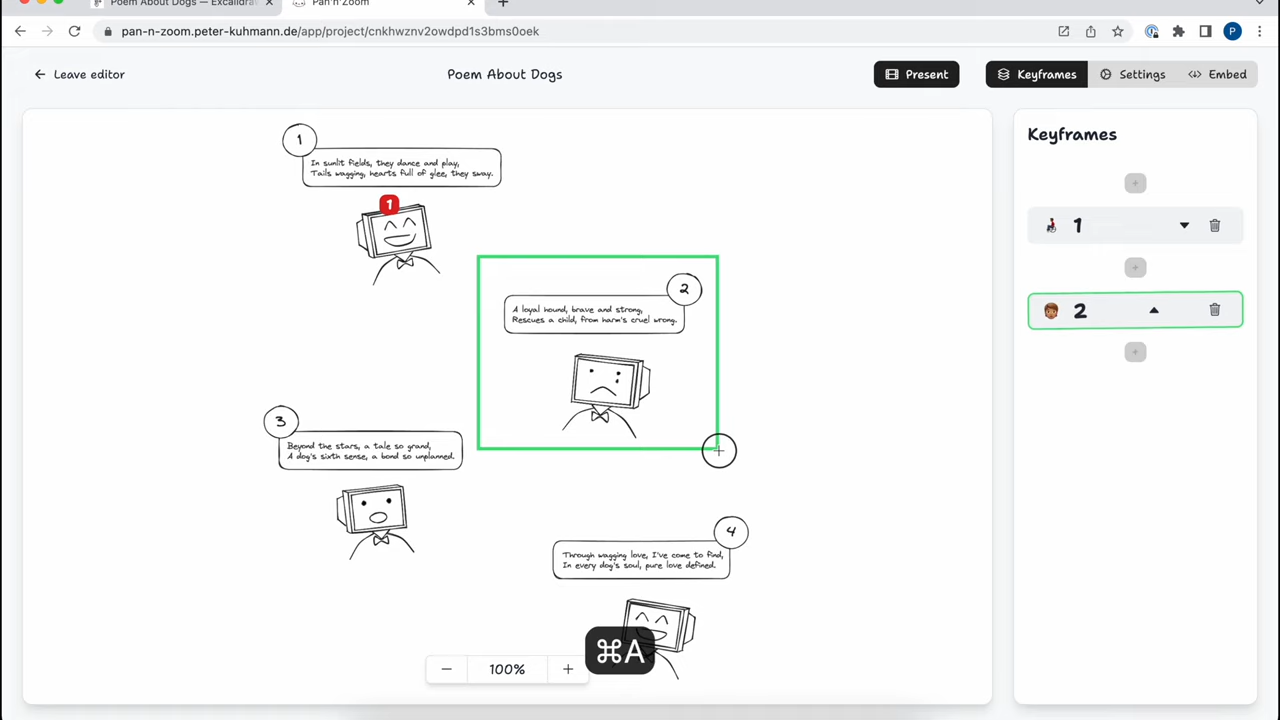 Poem About Dogs — Excalidraw
Pan'n'Zoom
pan-n-zoom.peter-kuhmann.de/app/project/cnkhwznv2owdpd1s3bms0oek
P
Leave editor
Poem About Dogs
Present
Keyframes
Settings
Embed
1
In sunlit fields, they dance and play,
Tails wagging, hearts full of glee, they sway.
1
2
A loyal hound, brave and strong,
Rescues a child, from harm's cruel wrong.
3
Beyond the stars, a tale so grand,
A dog's sixth sense, a bond so unplanned.
4
Through wagging love, I've come to find,
In every dog's soul, pure love defined.
⌘A
− 100% +
Keyframes
+
1
+
2
+